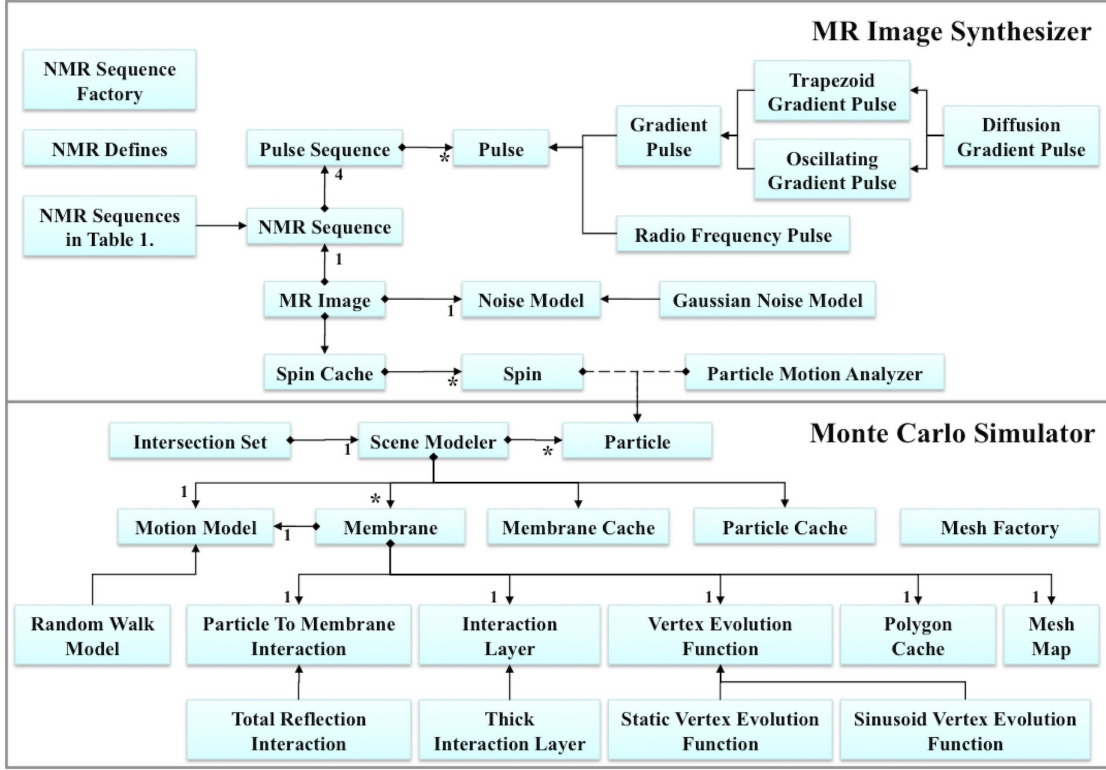 MR Image Synthesizer
NMR Sequence
Factory
Trapezoid
Gradient Pulse
Gradient
Pulse
Diffusion
Gradient Pulse
NMR Defines
Pulse Sequence
*
Pulse
Oscillating
Gradient Pulse
4
NMR Sequences
in Table 1.
NMR Sequence
Radio Frequency Pulse
1
MR Image
1
Noise Model
Gaussian Noise Model
Spin Cache
*
Spin
Particle Motion Analyzer
Monte Carlo Simulator
Intersection Set
1
Scene Modeler
*
Particle
1
*
Motion Model
1
Membrane
Membrane Cache
Particle Cache
Mesh Factory
1
1
1
1
1
Random Walk
Model
Particle To Membrane
Interaction
Interaction
Layer
Vertex Evolution
Function
Polygon
Cache
Mesh
Map
Total Reflection
Interaction
Thick
Interaction Layer
Static Vertex Evolution
Function
Sinusoid Vertex Evolution
Function